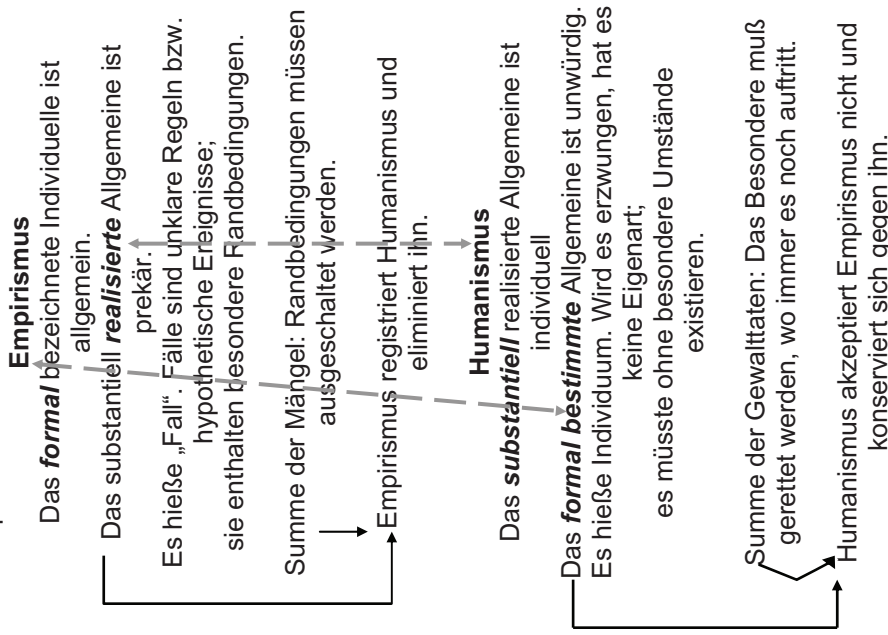 Empirismus
Das formal bezeichnete Individuelle ist
allgemein.
Das substantiell realisierte Allgemeine ist
prekär.
Es hieße „Fall“. Fälle sind unklare Regeln bzw.
hypothetische Ereignisse;
sie enthalten besondere Randbedingungen.
Summe der Mängel: Randbedingungen müssen
ausgeschaltet werden.
Empirismus registriert Humanismus und
eliminiert ihn.
Humanismus
Das substantiell realisierte Allgemeine ist
individuell
Das formal bestimmte Allgemeine ist unwürdig.
Es hieße Individuum. Wird es erzwungen, hat es
keine Eigenart;
es müsste ohne besondere Umstände
existieren.
Summe der Gewalttaten: Das Besondere muß
gerettet werden, wo immer es noch auftritt.
Humanismus akzeptiert Empirismus nicht und
konserviert sich gegen ihn.